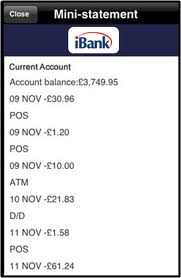 Close
Mini-statement
iBank
Current Account
Account balance:£3,749.95
09 NOV -£30.96
POS
09 NOV -£1.20
POS
09 NOV -£10.00
ATM
10 NOV -£21.83
D/D
11 NOV -£1.58
POS
11 NOV -£61.24